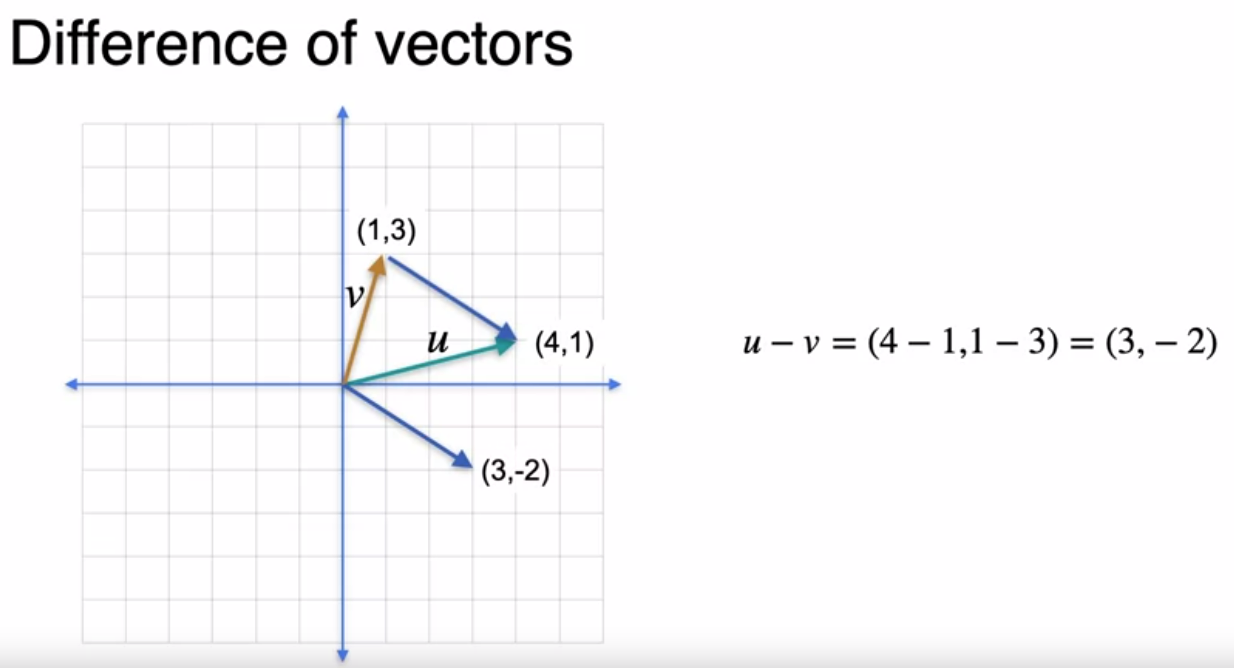 Difference of vectors
(1,3)
v
u
(4,1)
u − v = (4 − 1,1 − 3) = (3, − 2)
(3,-2)